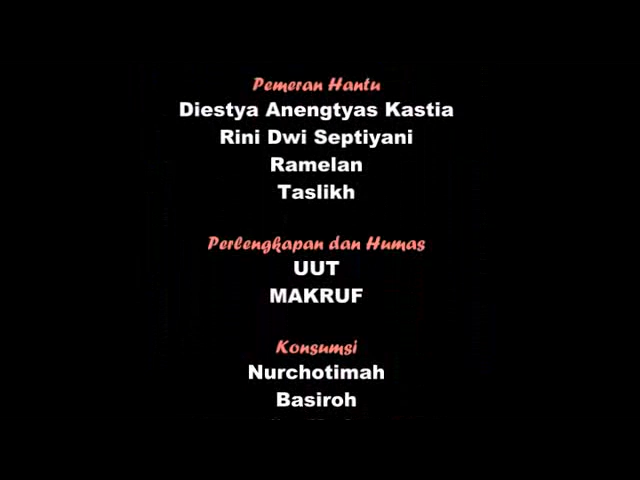 Pemeran Hantu
Diestya Anengtyas Kastia
Rini Dwi Septiyani
Ramelan
Taslikh
Perlengkapan dan Humas
UUT
MAKRUF
Konsumsi
Nurchotimah
Basiroh